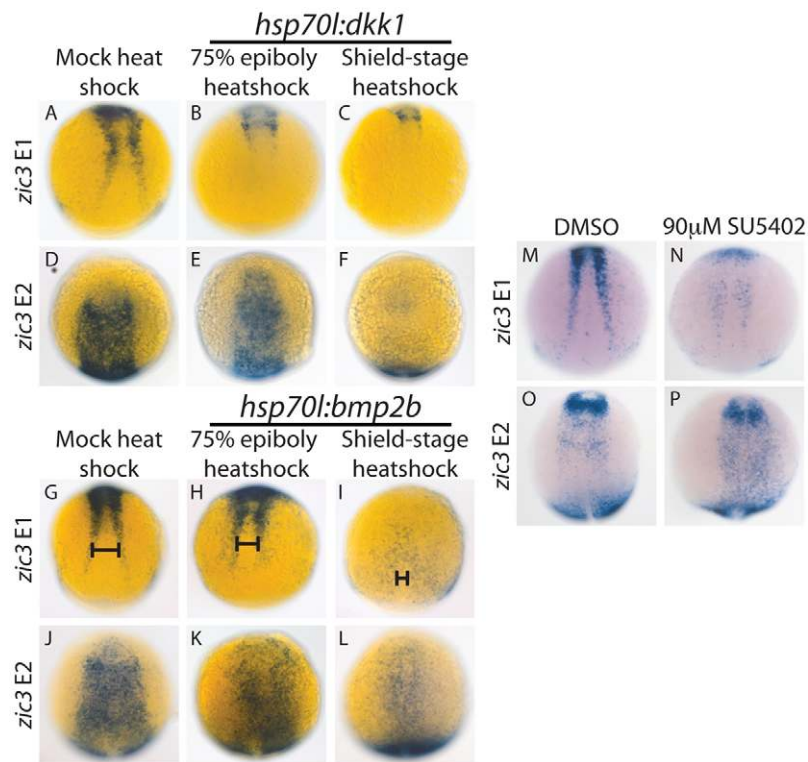 hsp70l:dkk1
Mock heat shock
75% epiboly heatshock
Shield-stage heatshock
A
B
C
zic3 E1
D
*
E
F
zic3 E2
hsp70l:bmp2b
Mock heat shock
75% epiboly heatshock
Shield-stage heatshock
G
H
I
zic3 E1
J
K
L
zic3 E2
DMSO
90μM SU5402
M
N
zic3 E1
O
P
zic3 E2